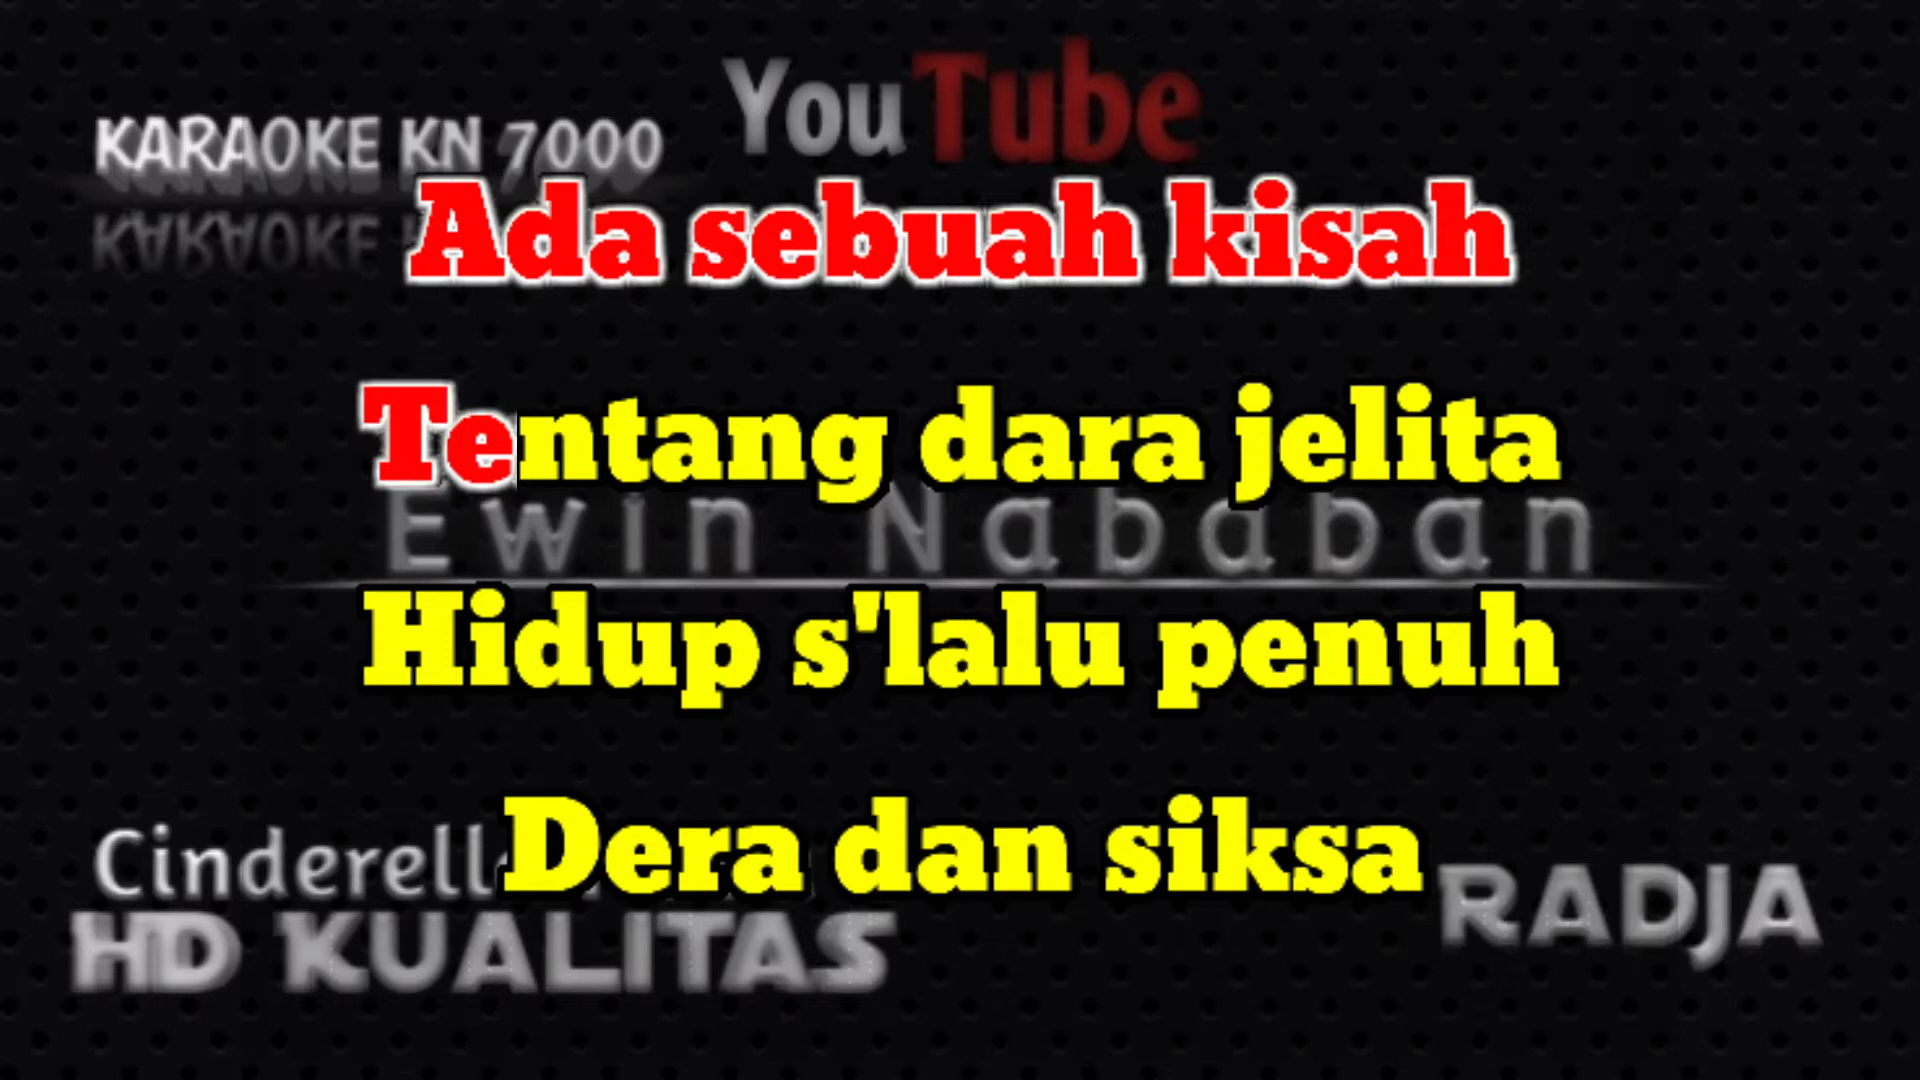 YouTube
KARAOKE KN 7000
Ada sebuah kisah
Tentang dara jelita
Ewin Nababan
Hidup s'lalu penuh
Dera dan siksa
RADJA
HD KUALITAS